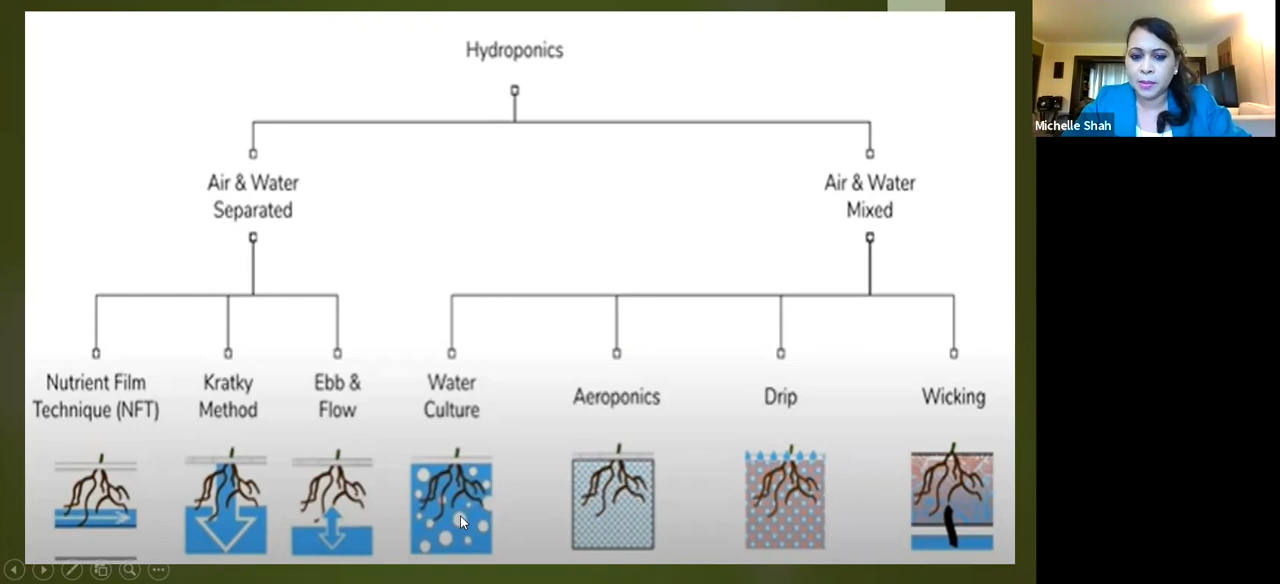 Hydroponics
Air & Water
Separated
Air & Water
Mixed
Nutrient Film
Technique (NFT)
Kratky
Method
Ebb &
Flow
Water
Culture
Aeroponics
Drip
Wicking
Michelle Shah